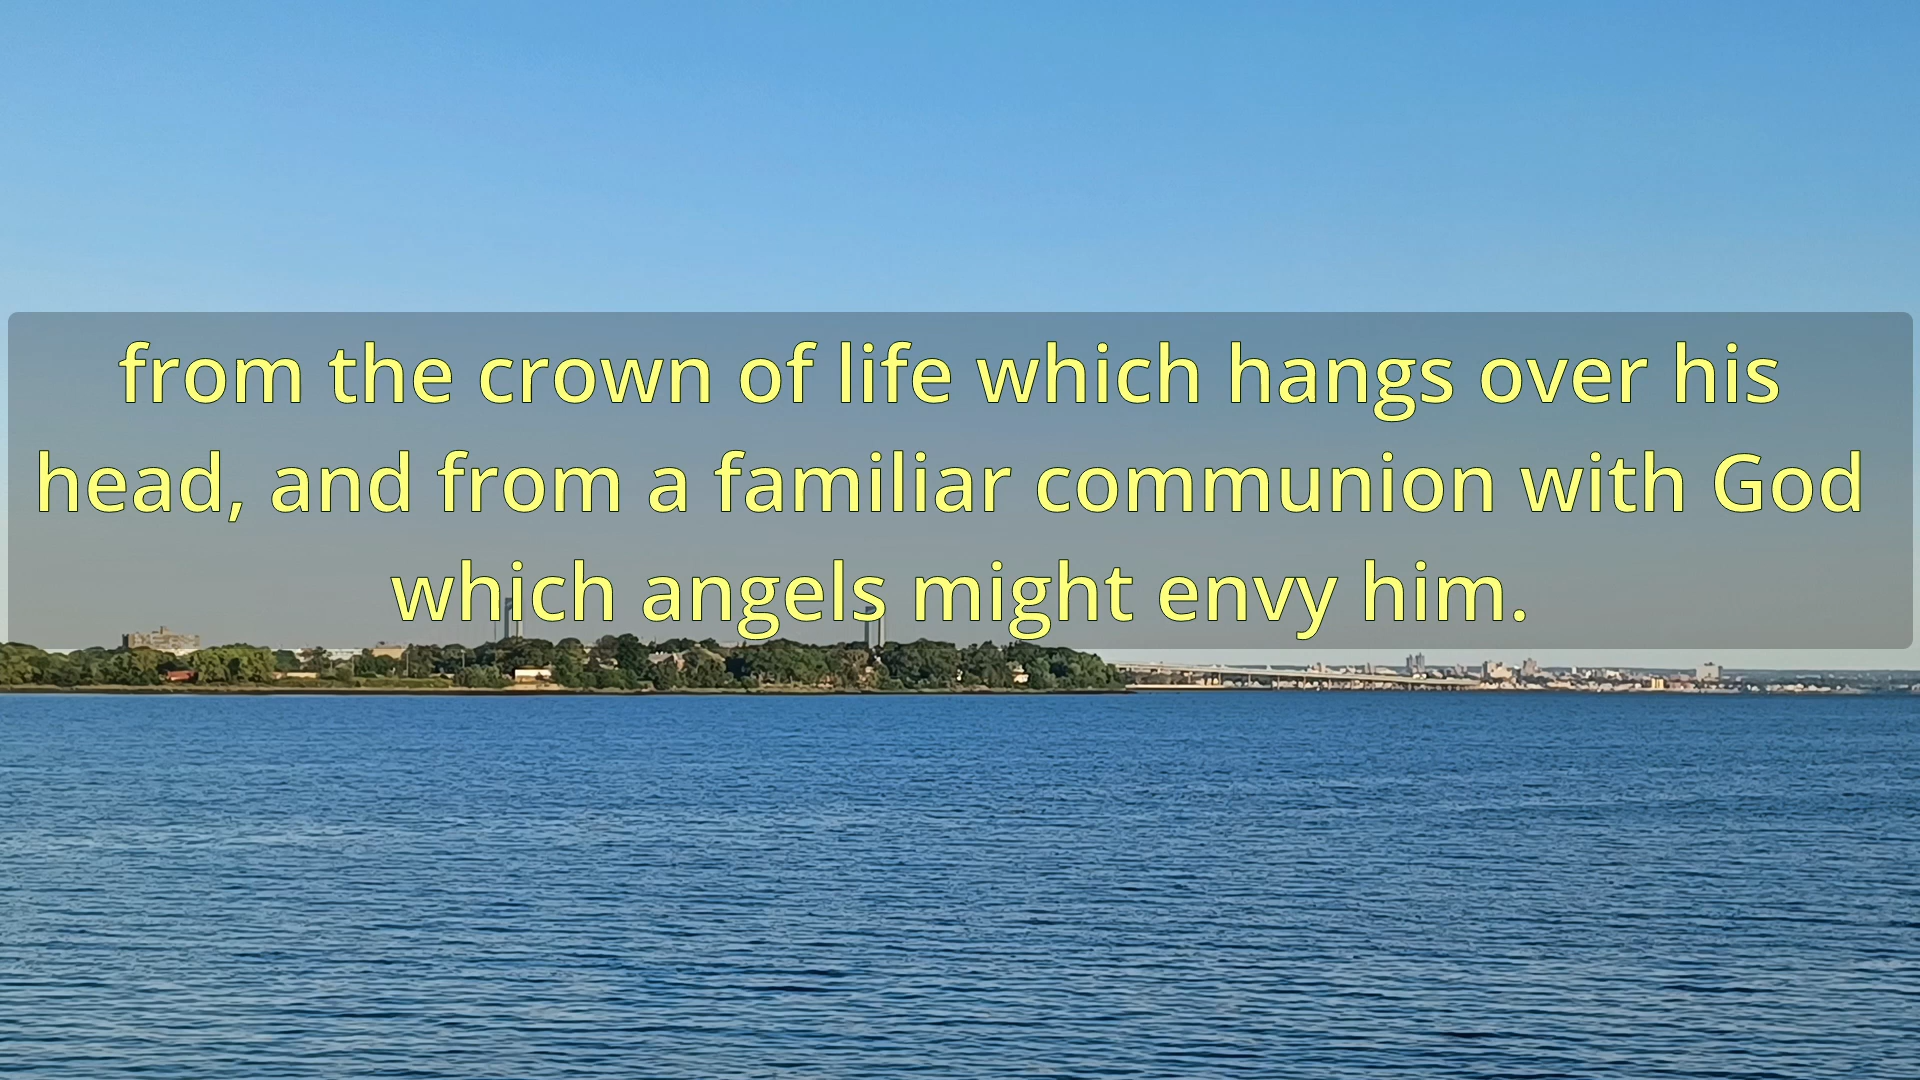 from the crown of life which hangs over his
head, and from a familiar communion with God
which angels might envy him.